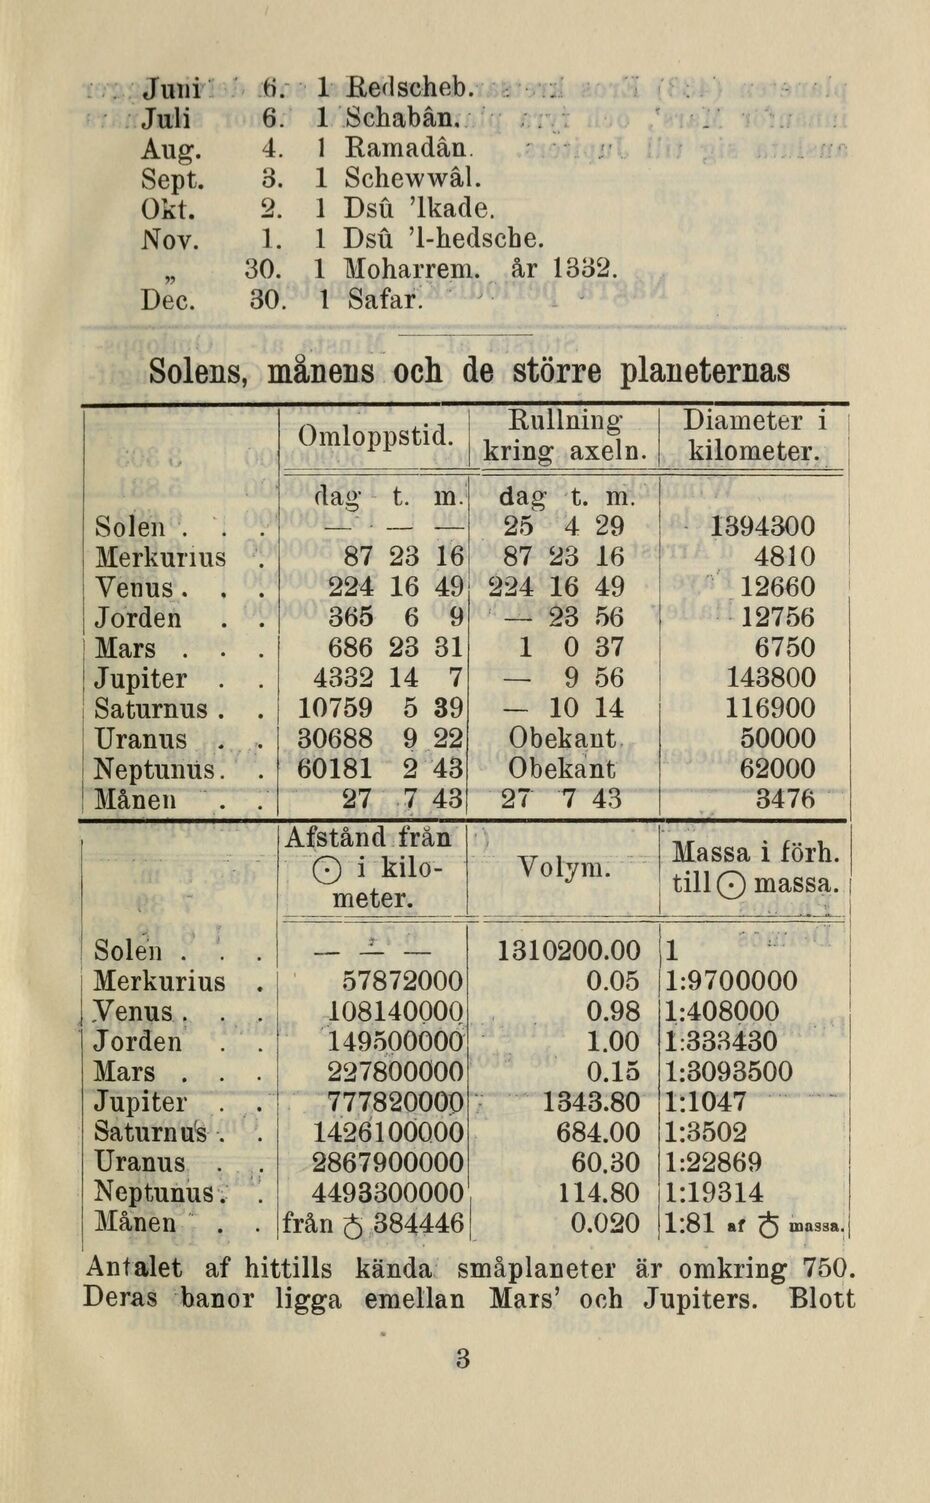 Juni 6. 1 Redscheb.
Juli 6. 1 Schabân.
Aug. 4. 1 Ramadân.
Sept. 3. 1 Schewwâl.
Okt. 2. 1 Dsû ’lkade.
Nov. 1. 1 Dsû ’l-hedsche.
„ 30. 1 Moharrem. år 1332.
Dec. 30. 1 Safar.
Solens, månens och de större planeternas
Omloppstid. Rullning kring axeln. Diameter i kilometer.
dag t. m. dag t. m.
Solen . . . — — — 25 4 29 1394300
Merkurius . 87 23 16 87 23 16 4810
Venus . . . 224 16 49 224 16 49 12660
Jorden . . 365 6 9 — 23 56 12756
Mars . . . 686 23 31 1 0 37 6750
Jupiter . . 4332 14 7 — 9 56 143800
Saturnus . . 10759 5 39 — 10 14 116900
Uranus . . 30688 9 22 Obekant 50000
Neptunus. . 60181 2 43 Obekant 62000
Månen . . 27 7 43 27 7 43 3476
Afstånd från ☉ i kilo-meter. Volym. Massa i förh. till ☉ massa.
Solen . . . — — — 1310200.00 1
Merkurius . 57872000 0.05 1:9700000
Venus . . . 108140000 0.98 1:408000
Jorden . . 149500000 1.00 1:333430
Mars . . . 227800000 0.15 1:3093500
Jupiter . . 777820000 1343.80 1:1047
Saturnus . . 1426100000 684.00 1:3502
Uranus . . 2867900000 60.30 1:22869
Neptunus. . 4493300000 114.80 1:19314
Månen . . från ♁ 384446 0.020 1:81 af ♁ massa.
Antalet af hittills kända småplaneter är omkring 750.
Deras banor ligga emellan Mars’ och Jupiters. Blott
3